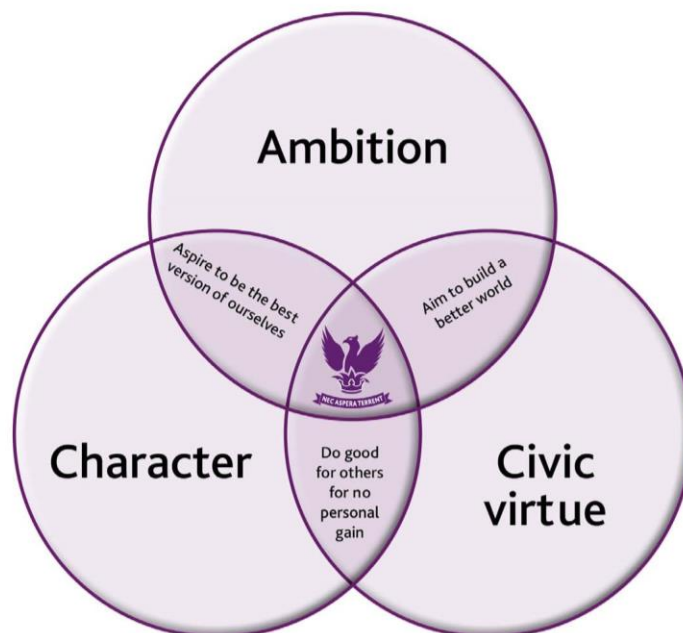 Ambition
Aspire to be the best
version of ourselves
Aim to build a
better world
NEC ASPERA TERRENT
Character
Do good
for others
for no
personal
gain
Civic
virtue